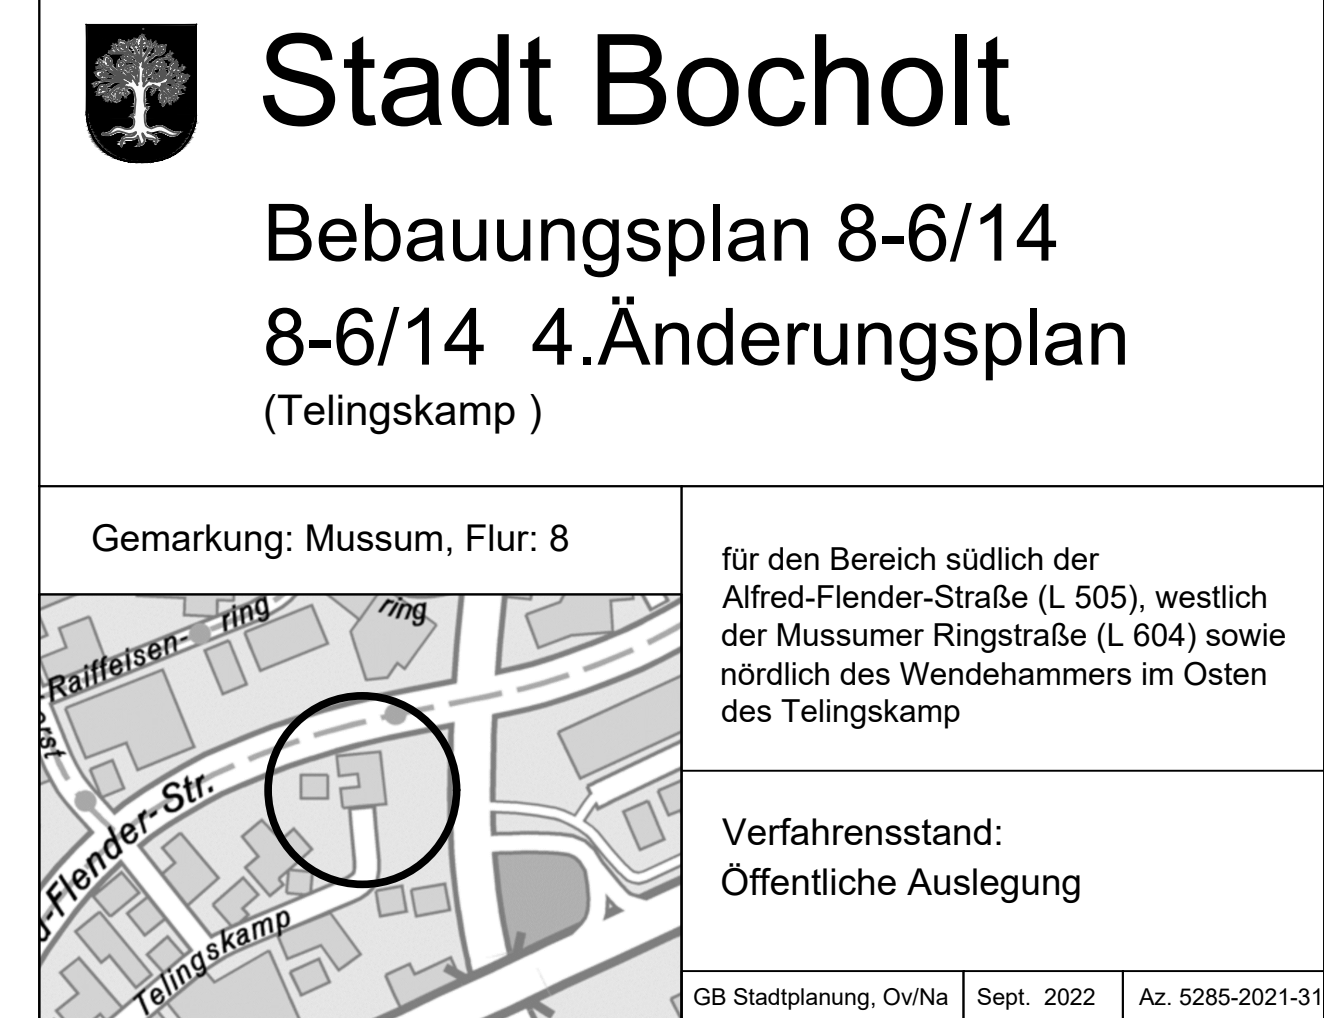 Stadt Bocholt
Bebauungsplan 8-6/14
8-6/14 4.Änderungsplan
(Telingskamp )
Gemarkung: Mussum, Flur: 8
für den Bereich südlich der
Alfred-Flender-Straße (L 505), westlich
der Mussumer Ringstraße (L 604) sowie
nördlich des Wendehammers im Osten
des Telingskamp
Raiffeisen-
ring
ring
erst
d-Flender-Str.
Telingskamp
Verfahrensstand:
Öffentliche Auslegung
GB Stadtplanung, Ov/Na
Sept. 2022
Az. 5285-2021-31